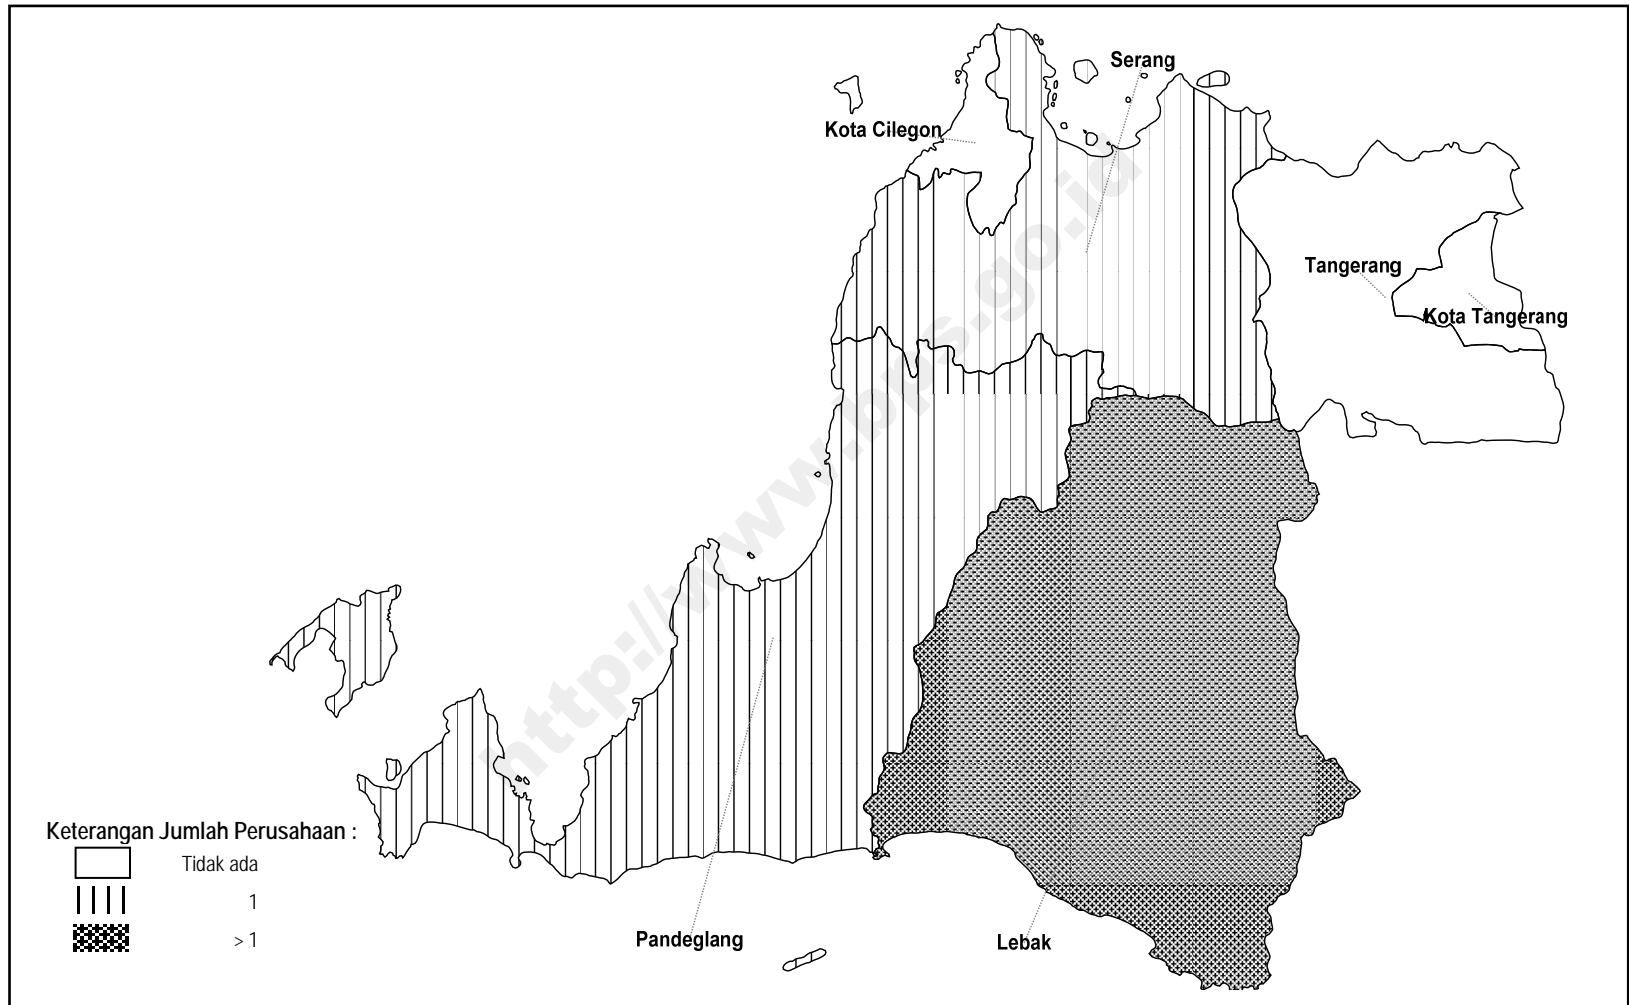 Serang
Kota Cilegon
Tangerang
Kota Tangerang
http://www.bps.go.id
Keterangan Jumlah Perusahaan :
Tidak ada
1
> 1
Pandeglang
Lebak